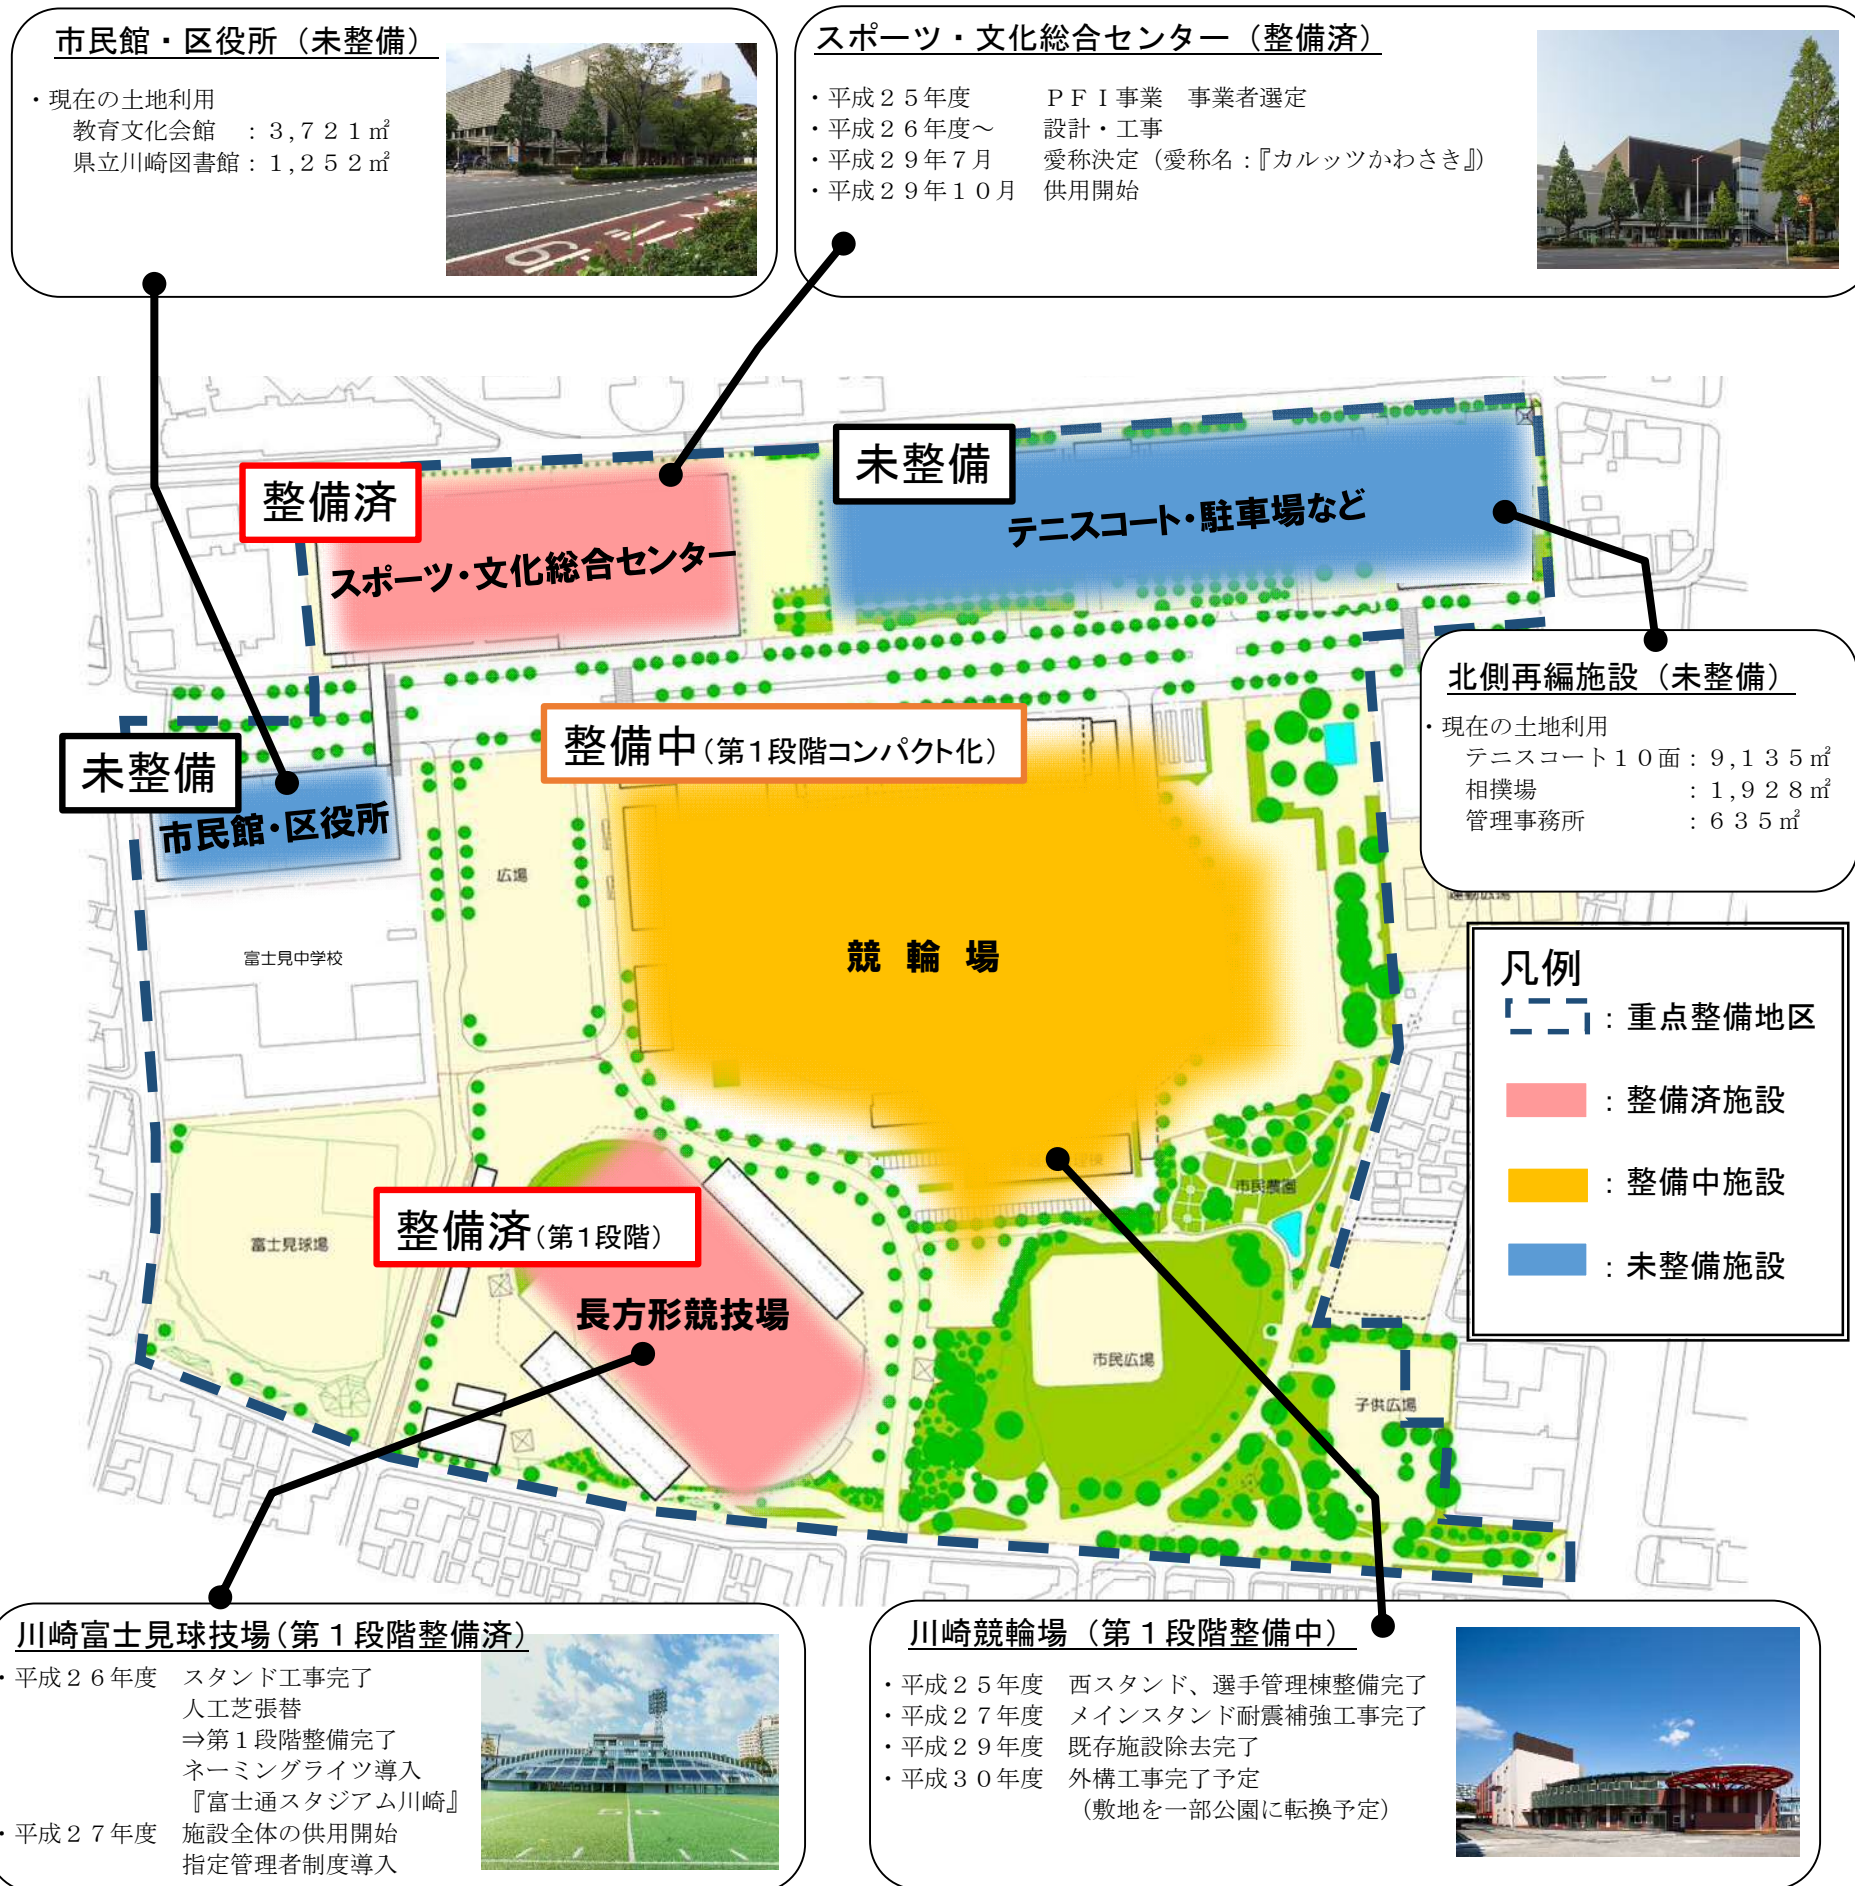 市民館・区役所（未整備）
・現在の土地利用
教育文化会館　：３,７２１㎡
県立川崎図書館：１,２５２㎡
スポーツ・文化総合センター（整備済）
・平成２５年度　ＰＦＩ事業　事業者選定
・平成２６年度～　設計・工事
・平成２９年７月　愛称決定（愛称名：『カルッツかわさき』）
・平成２９年１０月　供用開始
未整備
整備済
テニスコート・駐車場など
スポーツ・文化総合センター
北側再編施設（未整備）
・現在の土地利用
テニスコート１０面：９,１３５㎡
相撲場　：１,９２８㎡
管理事務所　：６３５㎡
整備中（第１段階コンパクト化）
未整備
市民館・区役所
広場
運動広場
競輪場
富士見中学校
凡例
：重点整備地区
：整備済施設
：整備中施設
：未整備施設
市民農園
整備済（第１段階）
富士見球場
長方形競技場
市民広場
子供広場
川崎富士見球技場（第１段階整備済）
・平成２６年度　スタンド工事完了
人工芝張替
⇒第１段階整備完了
ネーミングライツ導入
『富士通スタジアム川崎』
・平成２７年度　施設全体の供用開始
指定管理者制度導入
川崎競輪場（第１段階整備中）
・平成２５年度　西スタンド、選手管理棟整備完了
・平成２７年度　メインスタンド耐震補強工事完了
・平成２９年度　既存施設除去完了
・平成３０年度　外構工事完了予定
（敷地を一部公園に転換予定）